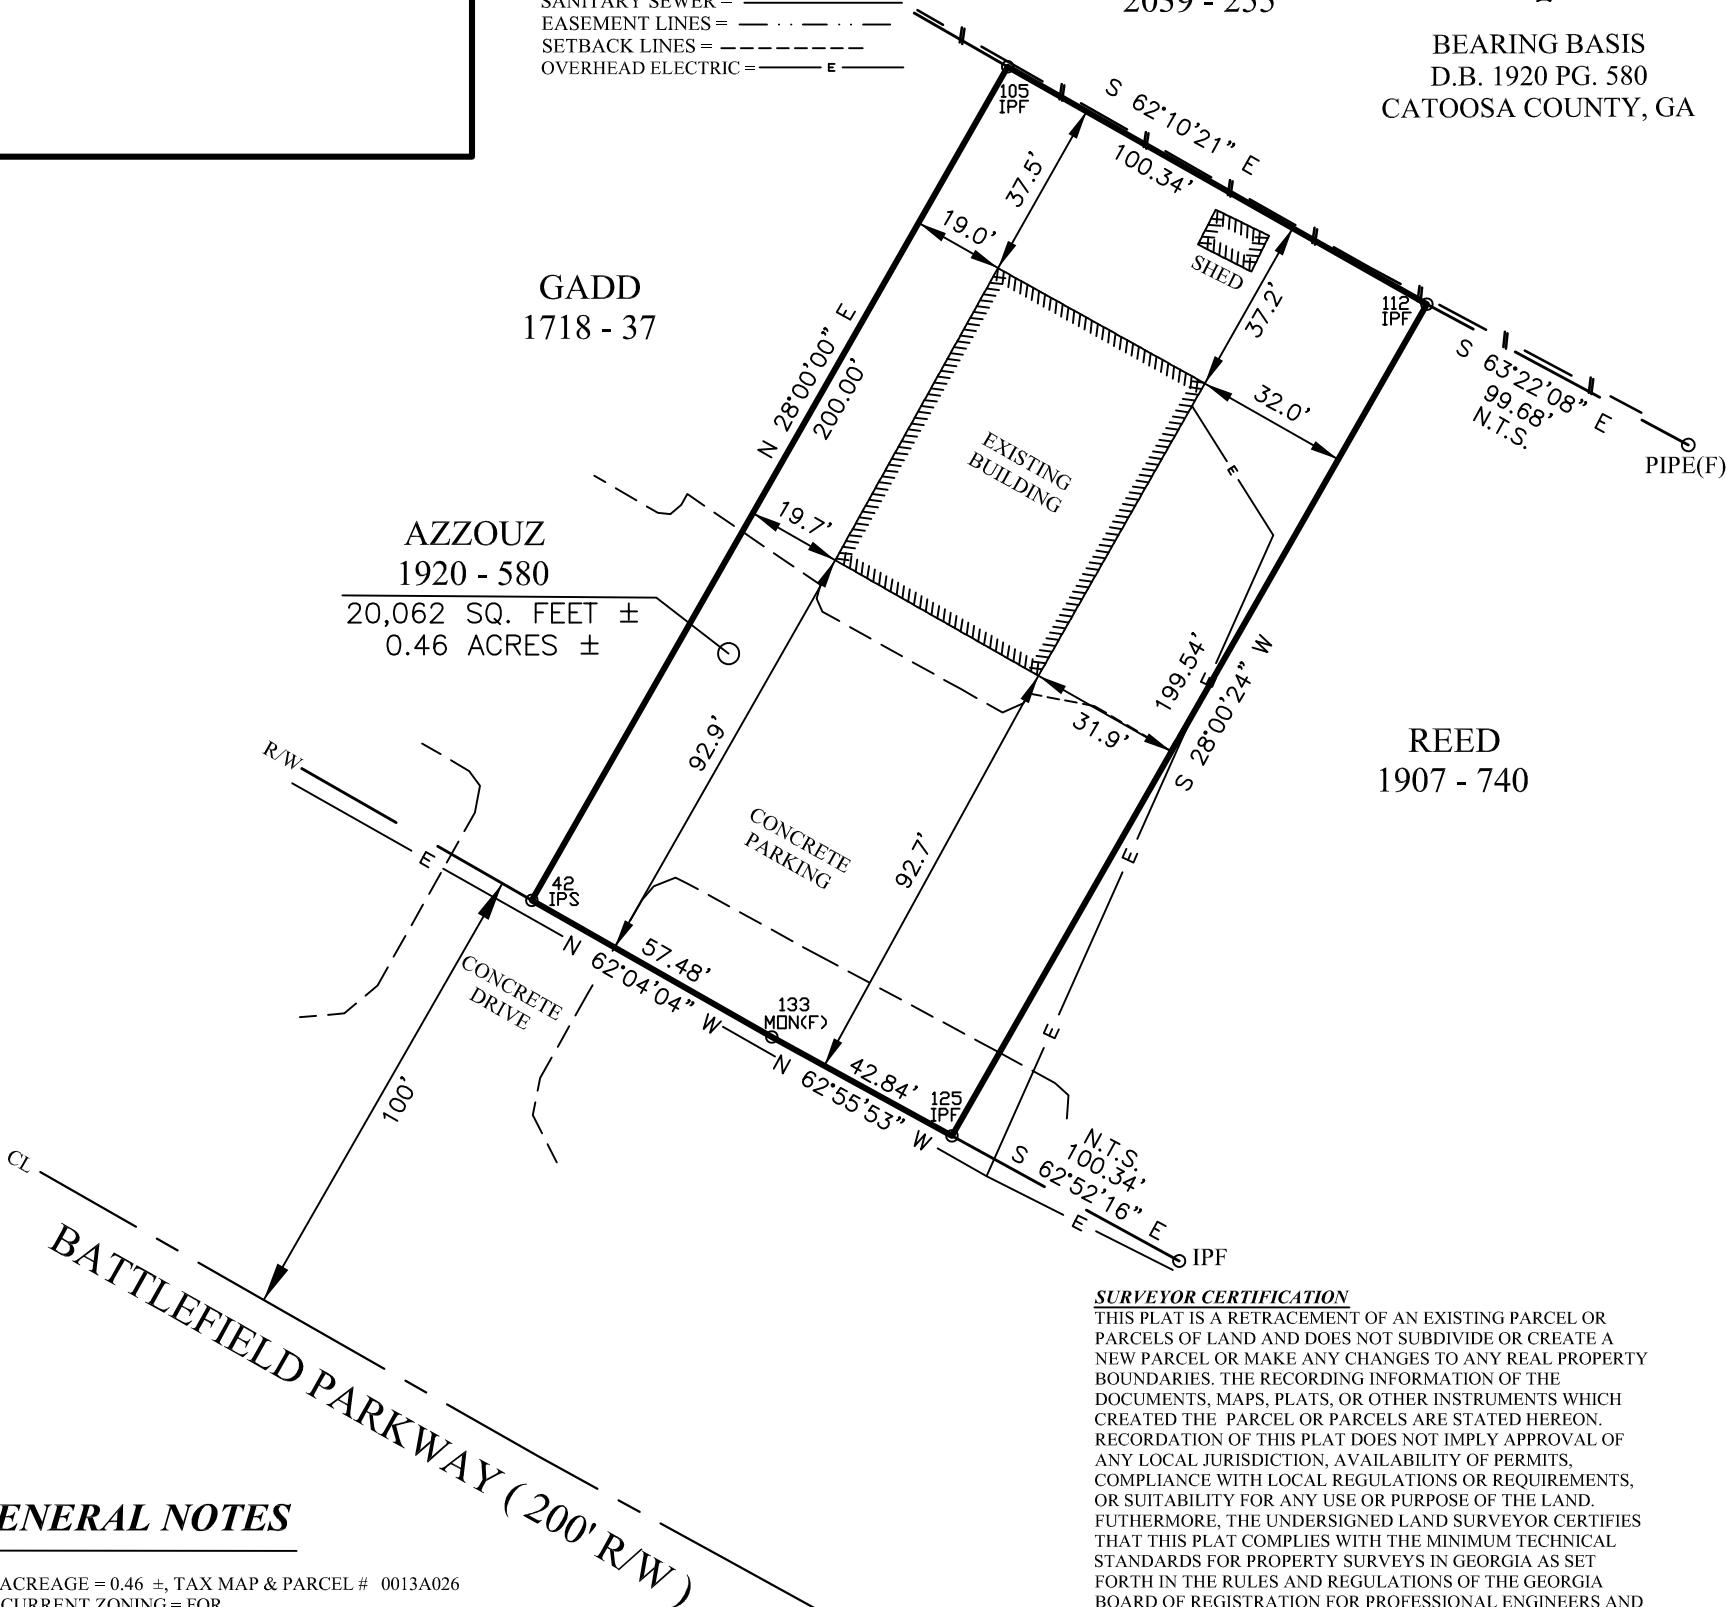 SANITARY SEWER =
EASEMENT LINES =
SETBACK LINES =
OVERHEAD ELECTRIC = E
2039 - 255
BEARING BASIS
D.B. 1920 PG. 580
CATOOSA COUNTY, GA
105
IPF
S 62°10'21" E
100.34'
37.5'
19.0'
SHED
37.2'
112
IPF
GADD
1718 - 37
N 28°00'00" E
200.00'
S 63°22'08" E
99.68'
N.T.S.
PIPE(F)
32.0'
EXISTING
BUILDING
E
19.7'
AZZOUZ
1920 - 580
20,062 SQ. FEET ±
0.46 ACRES ±
199.54'
E
S 28°00'24" W
31.9'
92.9'
REED
1907 - 740
R/W
E
CONCRETE
PARKING
92.7'
E
42
IPS
57.48'
N 62°04'04" W
CONCRETE
DRIVE
133
MON(F)
E
42.84'
N 62°55'53" W
125
IPF
100'
N.T.S.
100.34'
S 62°52'16" E
E
IPF
CL
BATTLEFIELD PARKWAY ( 200' R/W )
SURVEYOR CERTIFICATION
THIS PLAT IS A RETRACEMENT OF AN EXISTING PARCEL OR
PARCELS OF LAND AND DOES NOT SUBDIVIDE OR CREATE A
NEW PARCEL OR MAKE ANY CHANGES TO ANY REAL PROPERTY
BOUNDARIES. THE RECORDING INFORMATION OF THE
DOCUMENTS, MAPS, PLATS, OR OTHER INSTRUMENTS WHICH
CREATED THE PARCEL OR PARCELS ARE STATED HEREON.
RECORDATION OF THIS PLAT DOES NOT IMPLY APPROVAL OF
ANY LOCAL JURISDICTION, AVAILABILITY OF PERMITS,
COMPLIANCE WITH LOCAL REGULATIONS OR REQUIREMENTS,
OR SUITABILITY FOR ANY USE OR PURPOSE OF THE LAND.
FUTHERMORE, THE UNDERSIGNED LAND SURVEYOR CERTIFIES
THAT THIS PLAT COMPLIES WITH THE MINIMUM TECHNICAL
STANDARDS FOR PROPERTY SURVEYS IN GEORGIA AS SET
FORTH IN THE RULES AND REGULATIONS OF THE GEORGIA
BOARD OF REGISTRATION FOR PROFESSIONAL ENGINEERS AND
ENERAL NOTES
ACREAGE = 0.46 ±, TAX MAP & PARCEL # 0013A026
CURRENT ZONING = FOR